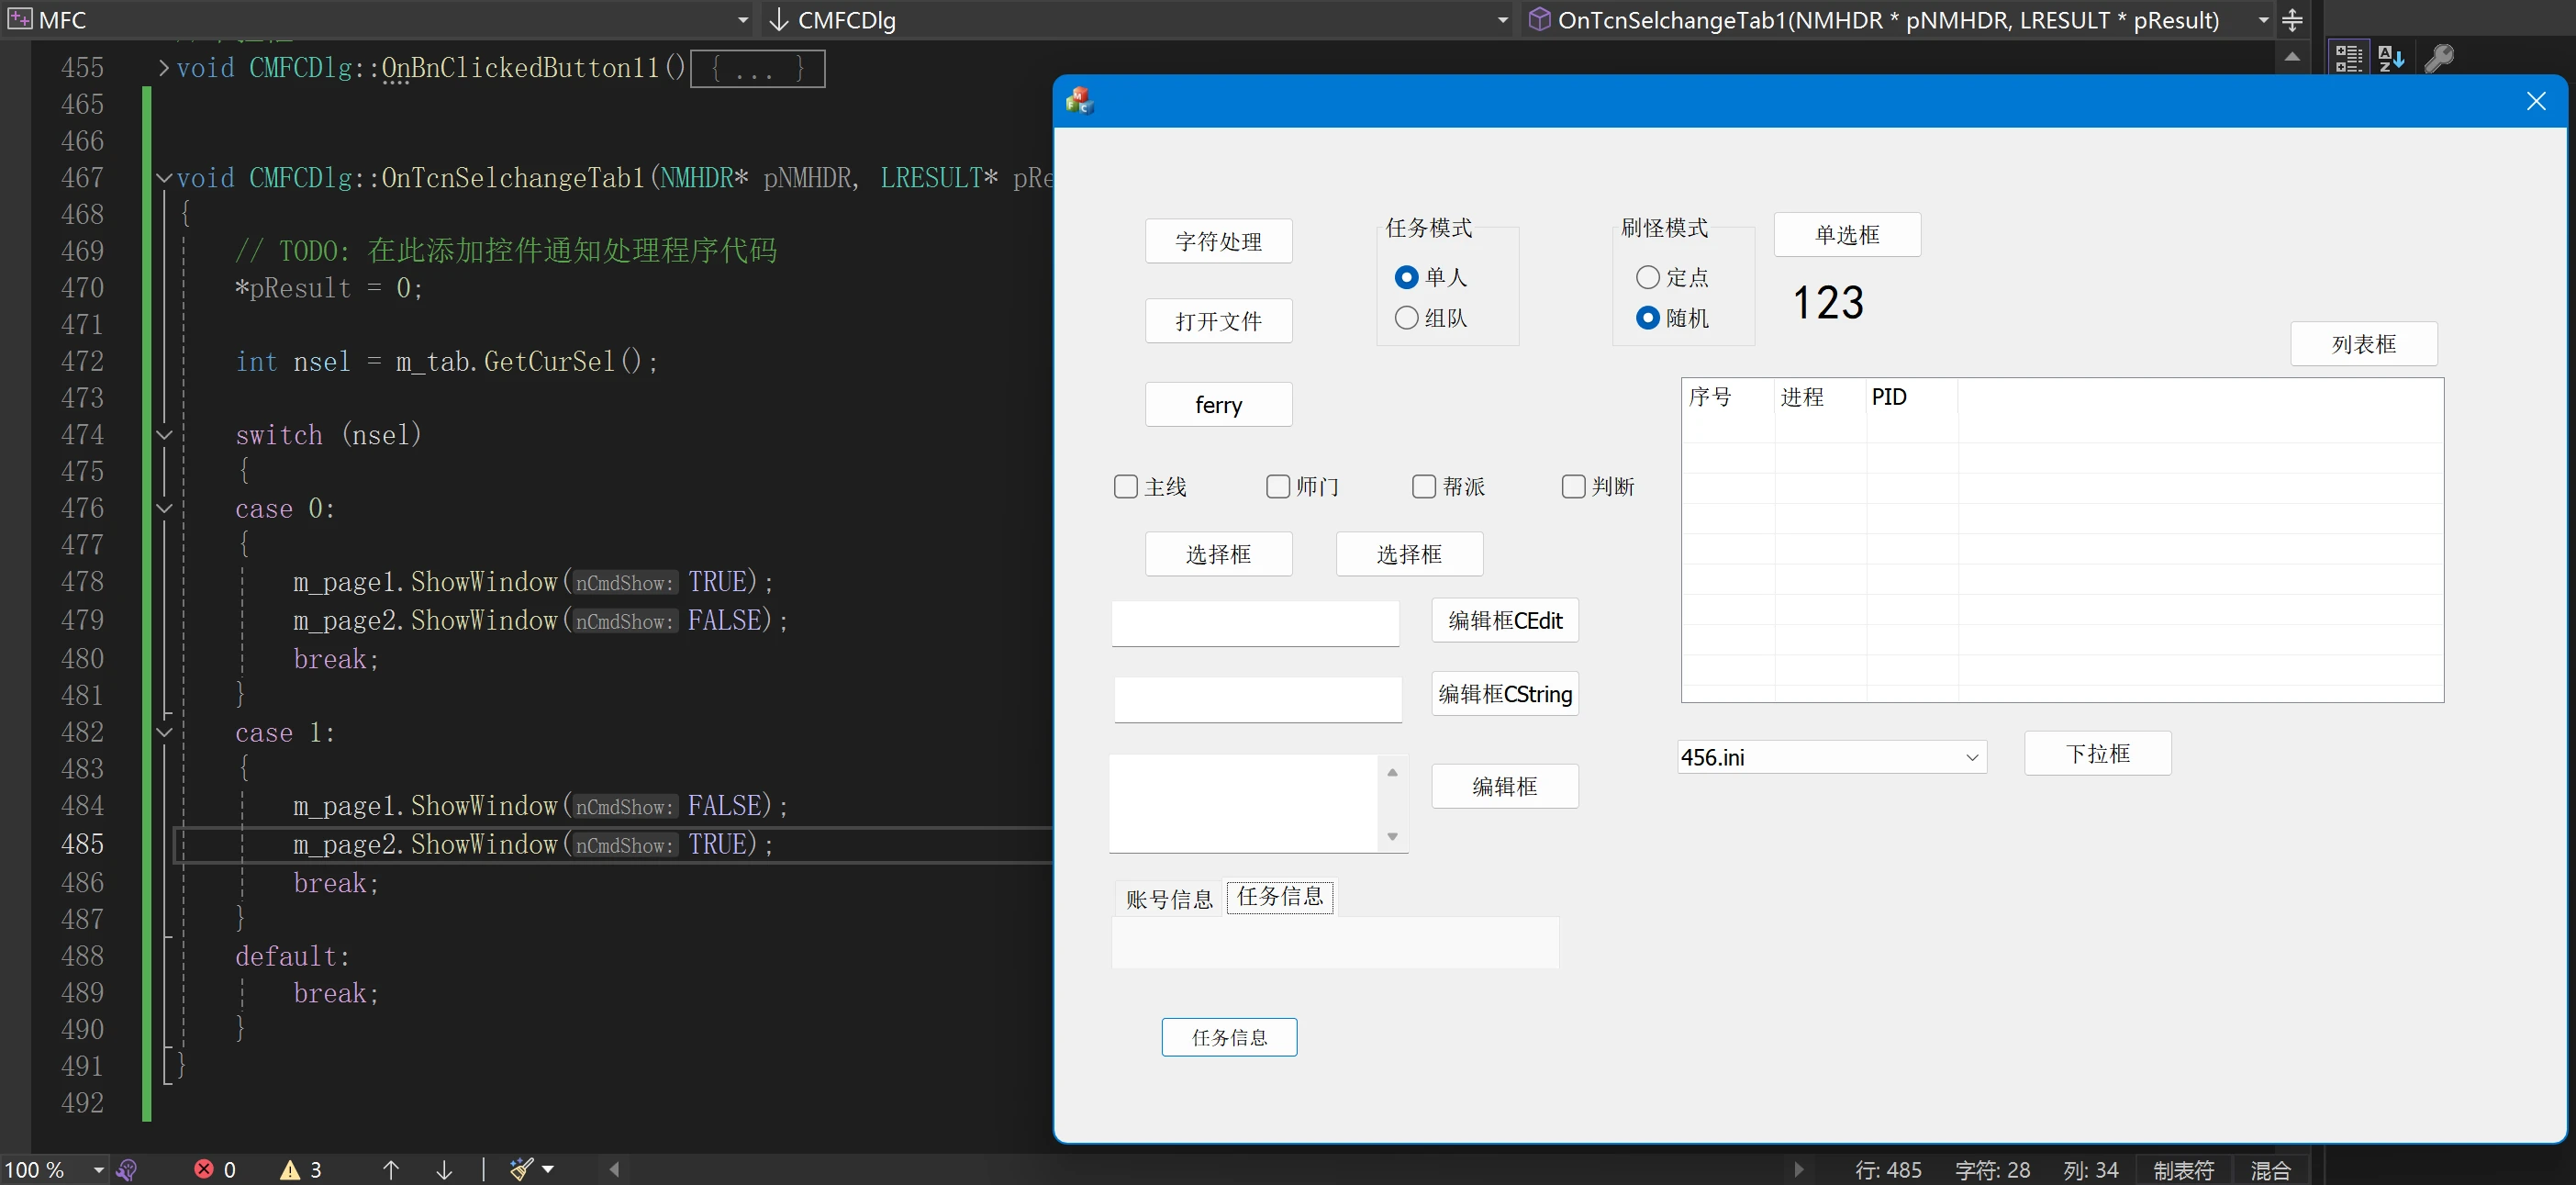 MFC
CMFCDlg
OnTcnSelchangeTab1(NMHDR * pNMHDR, LRESULT * pResult)
455 void CMFCDlg::OnBnClickedButton11(){ ... }
465
466
467 void CMFCDlg::OnTcnSelchangeTab1(NMHDR* pNMHDR, LRESULT* pRe
468 {
469 // TODO: 在此添加控件通知处理程序代码
470 *pResult = 0;
471
472 int nsel = m_tab.GetCurSel();
473
474 switch (nsel)
475 {
476 case 0:
477 {
478 m_page1.ShowWindow(nCmdShow: TRUE);
479 m_page2.ShowWindow(nCmdShow: FALSE);
480 break;
481 }
482 case 1:
483 {
484 m_page1.ShowWindow(nCmdShow: FALSE);
485 m_page2.ShowWindow(nCmdShow: TRUE);
486 break;
487 }
488 default:
489 break;
490 }
491 }
492
字符处理
打开文件
ferry
任务模式
单人
组队
刷怪模式
定点
随机
单选框
123
列表框
序号 进程 PID
主线 师门 帮派 判断
选择框 选择框
编辑框CEdit
编辑框CString
编辑框
456.ini
下拉框
账号信息 任务信息
任务信息
100 % 0 3 行: 485 字符: 28 列: 34 制表符 混合